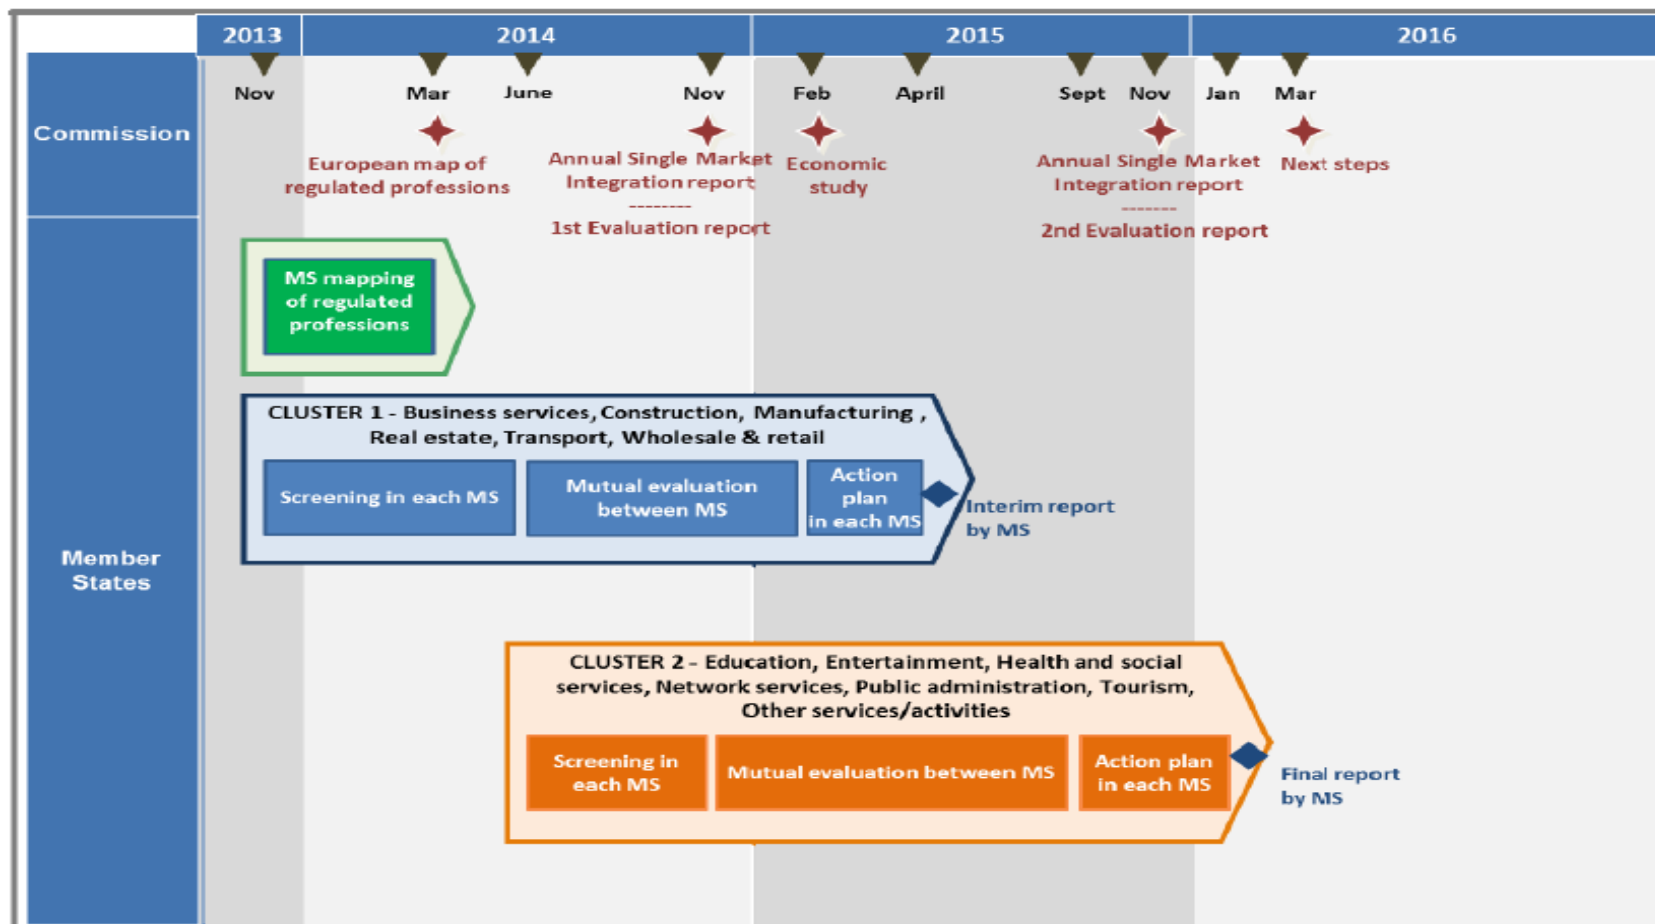 2013
2014
2015
2016
Nov
Mar
June
Nov
Feb
April
Sept
Nov
Jan
Mar
Commission
European map of
regulated professions
Annual Single Market
Integration report
--------
1st Evaluation report
Economic
study
Annual Single Market
Integration report
-------
2nd Evaluation report
Next steps
Member
States
MS mapping
of regulated
professions
CLUSTER 1 - Business services, Construction, Manufacturing ,
Real estate, Transport, Wholesale & retail
Screening in each MS
Mutual evaluation
between MS
Action
plan
in each MS
Interim report
by MS
CLUSTER 2 - Education, Entertainment, Health and social
services, Network services, Public administration, Tourism,
Other services/activities
Screening in
each MS
Mutual evaluation between MS
Action plan
in each MS
Final report
by MS